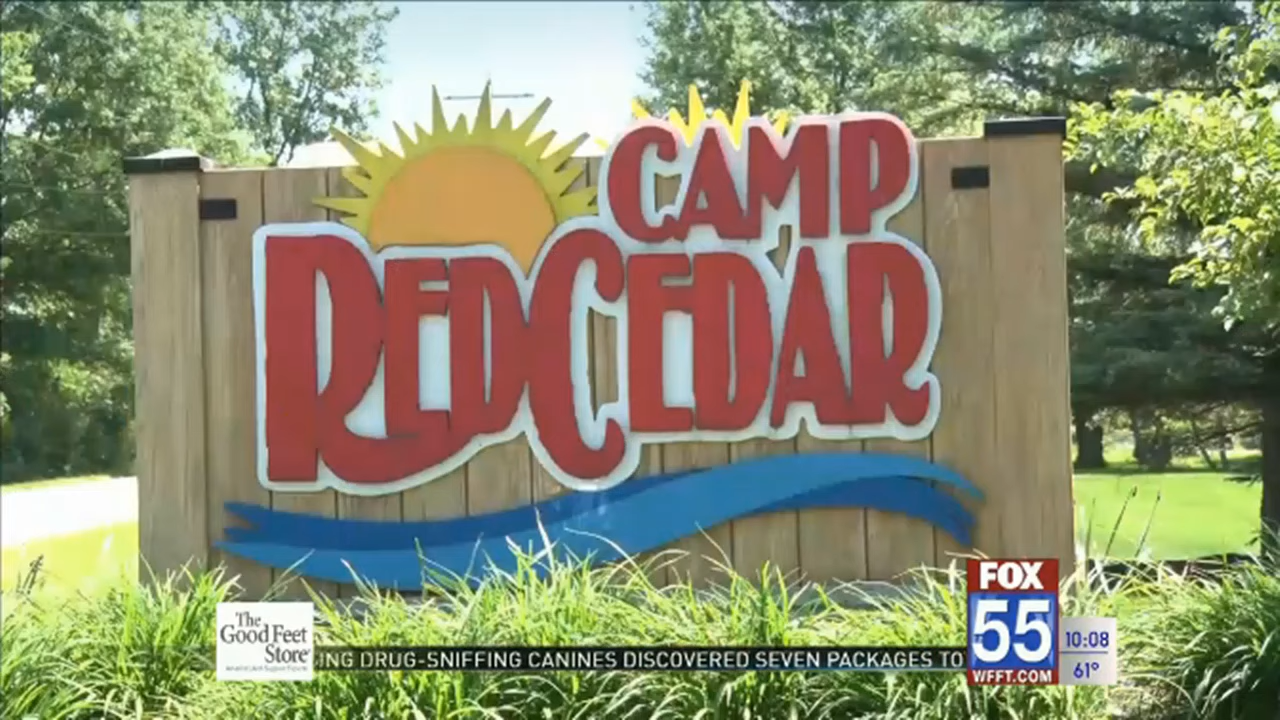 CAMP
REDCEDAR
The
Good Feet
Store
ING DRUG-SNIFFING CANINES DISCOVERED SEVEN PACKAGES TO
FOX
55
WFFT.COM
10:08
61°